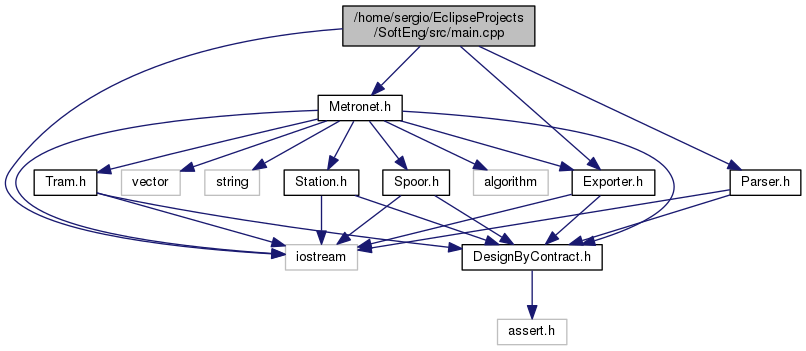 /home/sergio/EclipseProjects
/SoftEng/src/main.cpp
Metronet.h
Tram.h
vector
string
Station.h
Spoor.h
algorithm
Exporter.h
Parser.h
iostream
DesignByContract.h
assert.h